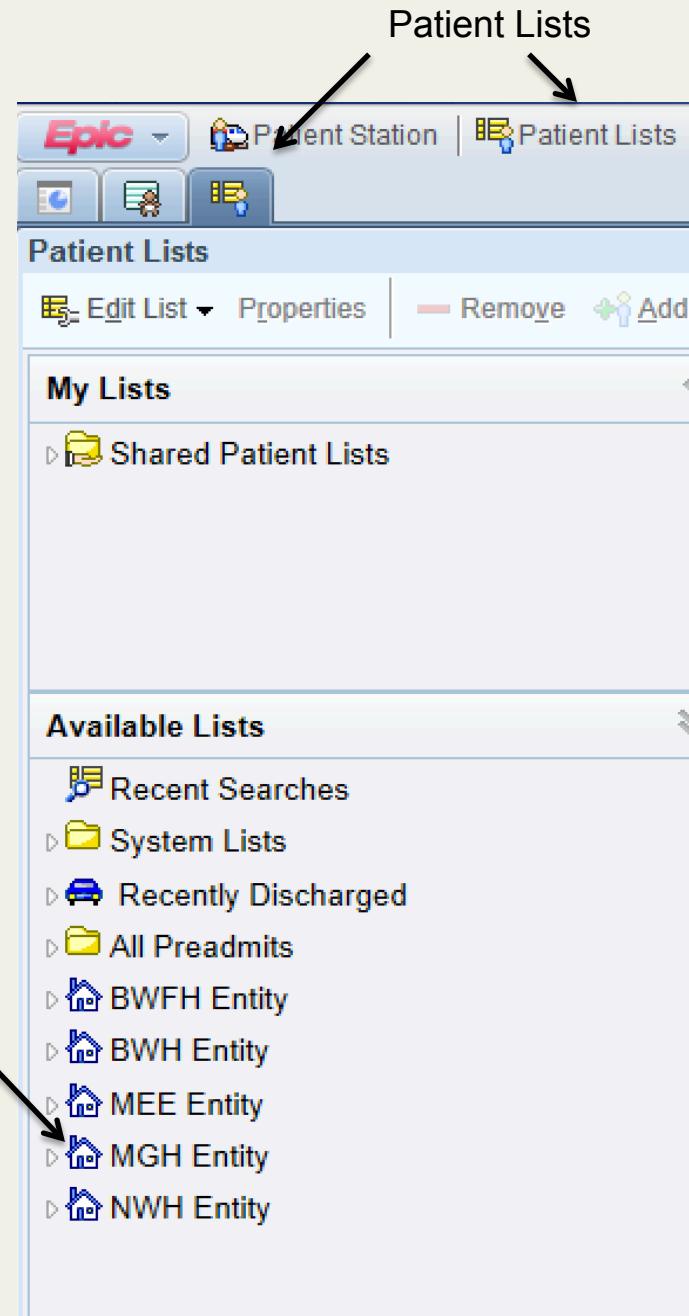 Patient Lists
Epic Patient Station Patient Lists
Patient Lists
Edit List Properties Remove Add
My Lists
Shared Patient Lists
Available Lists
Recent Searches
System Lists
Recently Discharged
All Preadmits
BWFH Entity
BWH Entity
MEE Entity
MGH Entity
NWH Entity